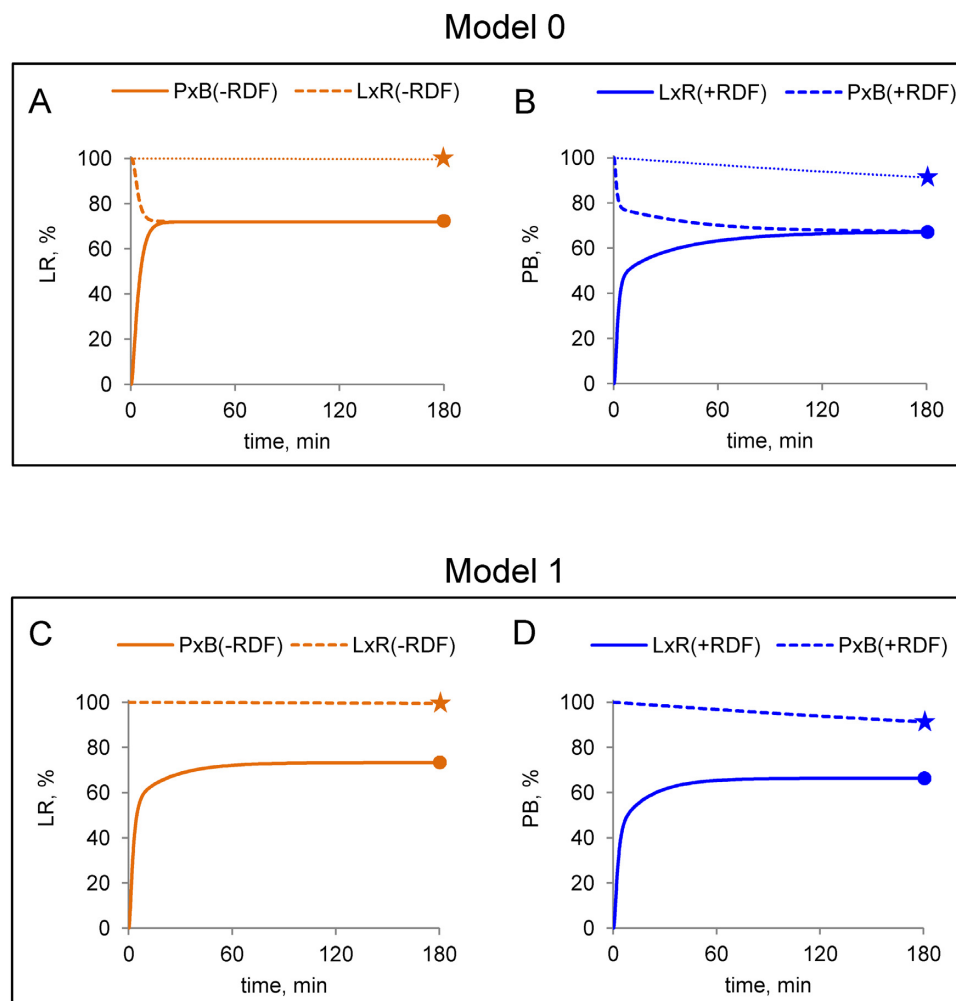 Model 0
A
PxB(-RDF) LxR(-RDF)
LR, %
100
80
60
40
20
0
0 60 120 180
time, min
B
LxR(+RDF) PxB(+RDF)
PB, %
100
80
60
40
20
0
0 60 120 180
time, min
Model 1
C
PxB(-RDF) LxR(-RDF)
LR, %
100
80
60
40
20
0
0 60 120 180
time, min
D
LxR(+RDF) PxB(+RDF)
PB, %
100
80
60
40
20
0
0 60 120 180
time, min